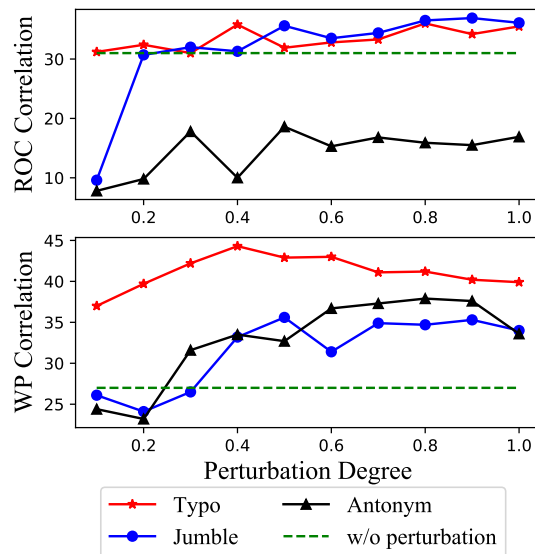 ROC Correlation
30
20
10
0.2 0.4 0.6 0.8 1.0
WP Correlation
45
40
35
30
25
0.2 0.4 0.6 0.8 1.0
Perturbation Degree
Typo Antonym
Jumble w/o perturbation